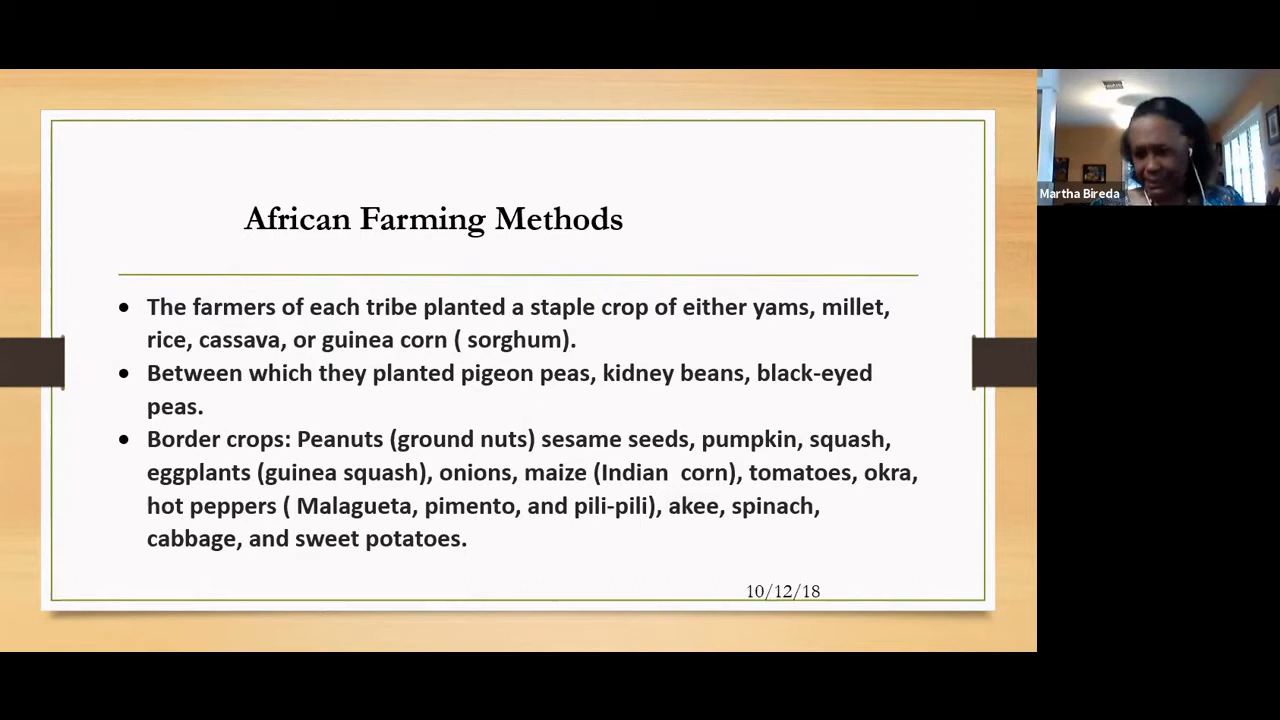 African Farming Methods
• The farmers of each tribe planted a staple crop of either yams, millet,
rice, cassava, or guinea corn ( sorghum).
• Between which they planted pigeon peas, kidney beans, black-eyed
peas.
• Border crops: Peanuts (ground nuts) sesame seeds, pumpkin, squash,
eggplants (guinea squash), onions, maize (Indian  corn), tomatoes, okra,
hot peppers ( Malagueta, pimento, and pili-pili), akee, spinach,
cabbage, and sweet potatoes.
10/12/18
Martha Bireda